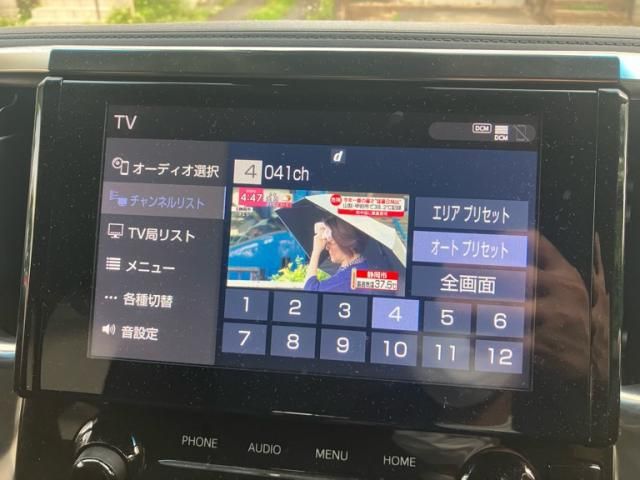 TV
DCM
DCM
オーディオ選択
チャンネルリスト
TV局リスト
メニュー
各種切替
音設定
d
4 041ch
4:47
静岡市
37.5℃
エリア プリセット
オート プリセット
全画面
1 2 3 4 5 6
7 8 9 10 11 12
PHONE AUDIO MENU HOME